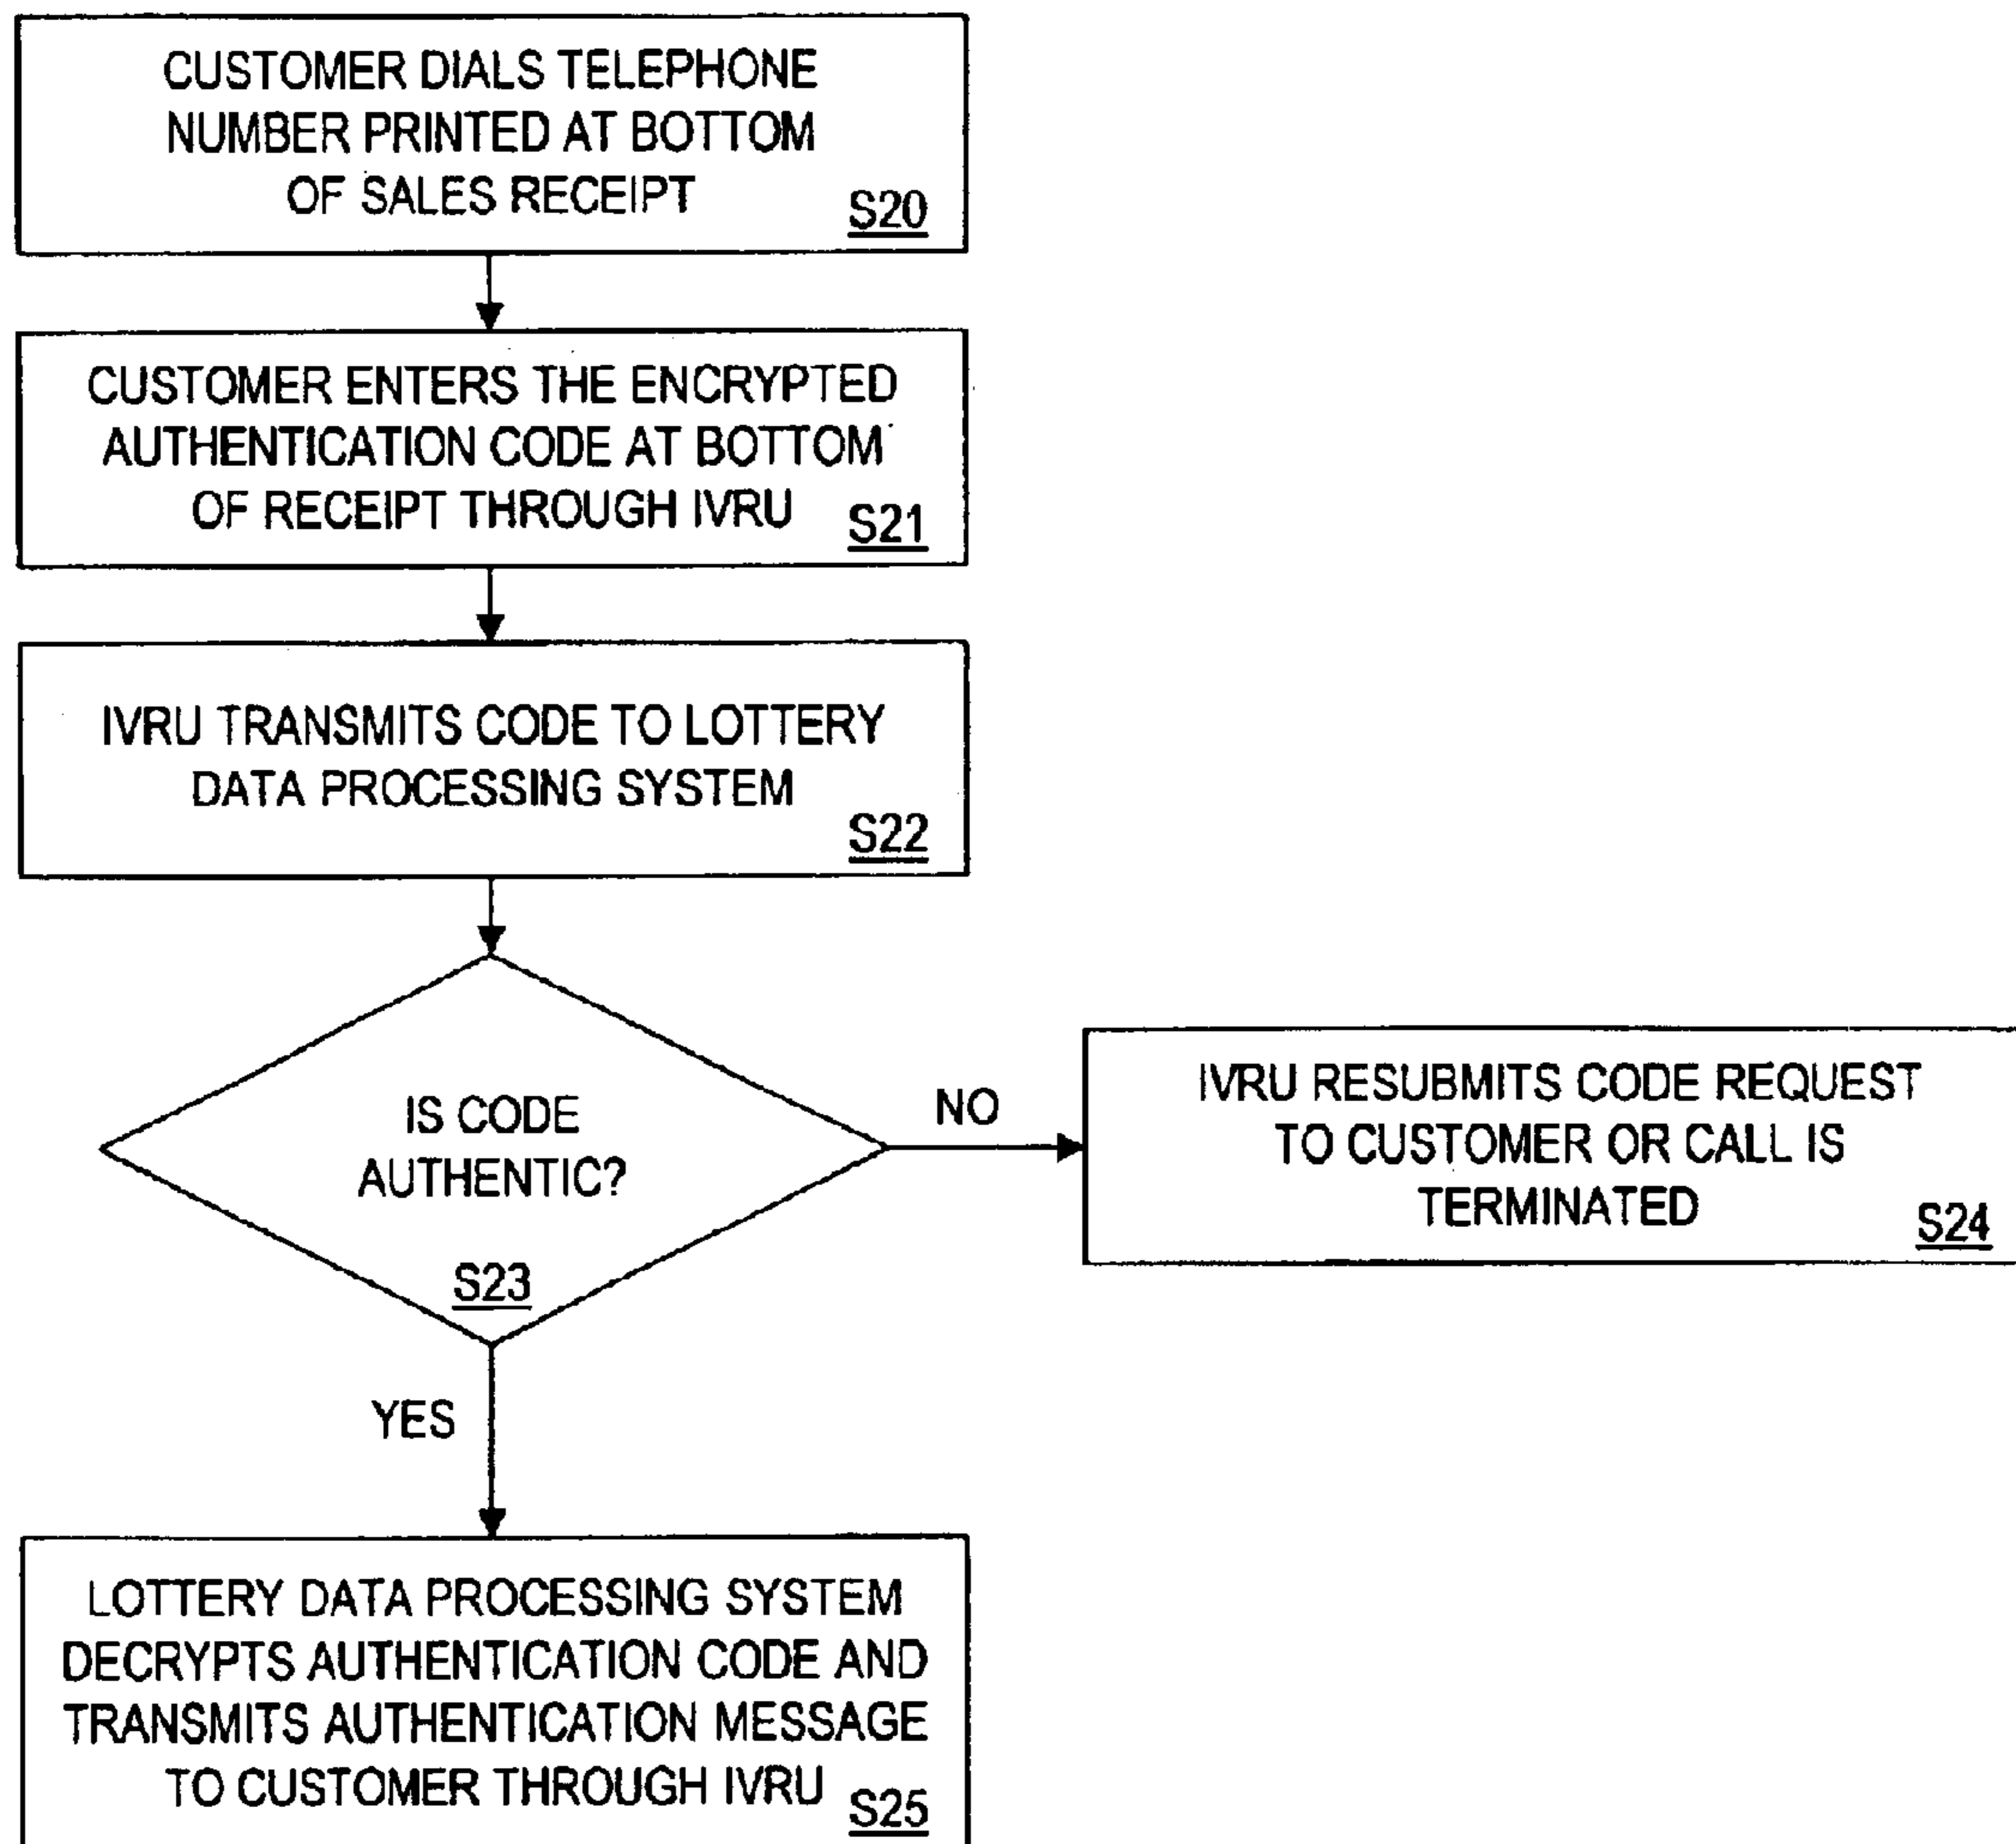 CUSTOMER DIALS TELEPHONE
NUMBER PRINTED AT BOTTOM
OF SALES RECEIPT
S20
CUSTOMER ENTERS THE ENCRYPTED
AUTHENTICATION CODE AT BOTTOM
OF RECEIPT THROUGH IVRU
S21
IVRU TRANSMITS CODE TO LOTTERY
DATA PROCESSING SYSTEM
S22
IS CODE
AUTHENTIC?
S23
NO
IVRU RESUBMITS CODE REQUEST
TO CUSTOMER OR CALL IS
TERMINATED
S24
YES
LOTTERY DATA PROCESSING SYSTEM
DECRYPTS AUTHENTICATION CODE AND
TRANSMITS AUTHENTICATION MESSAGE
TO CUSTOMER THROUGH IVRU
S25